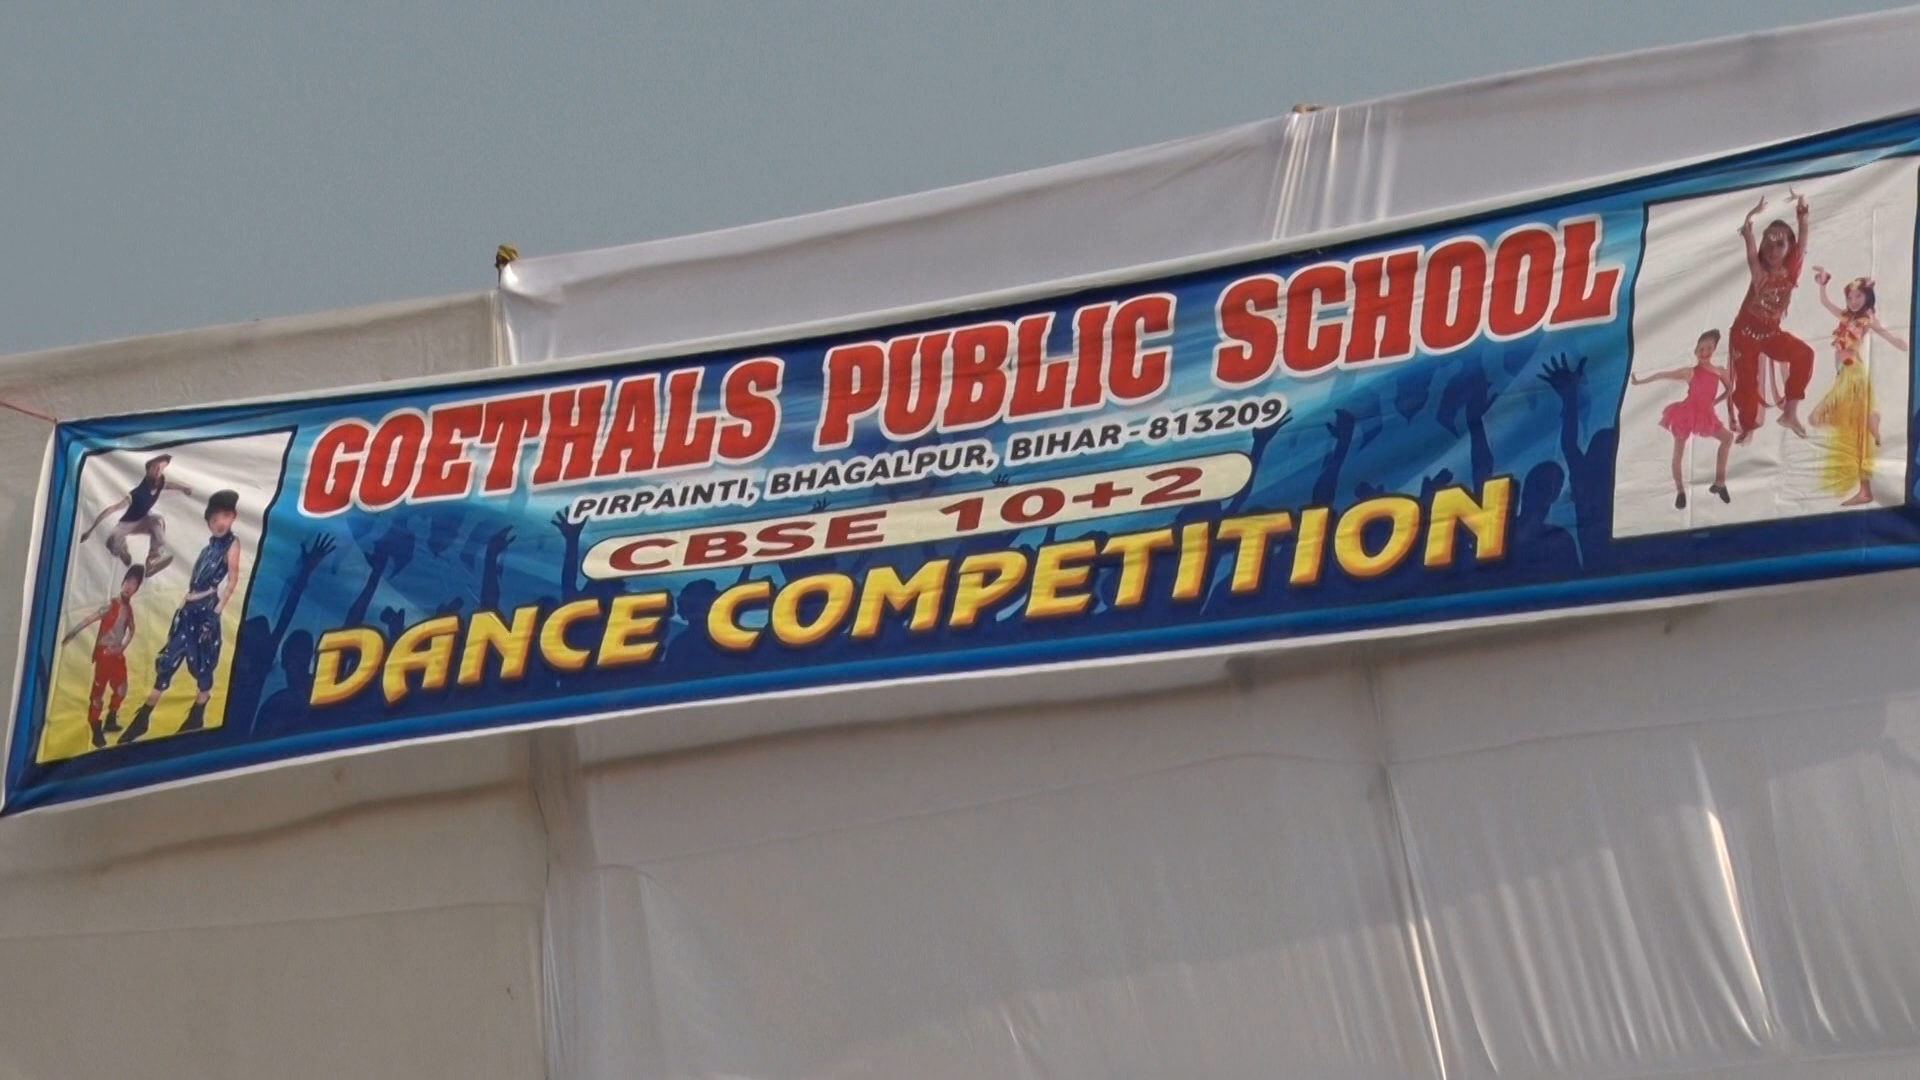 GOETHALS PUBLIC SCHOOL
PIRPAINTI, BHAGALPUR, BIHAR - 813209
CBSE 10+2
DANCE COMPETITION